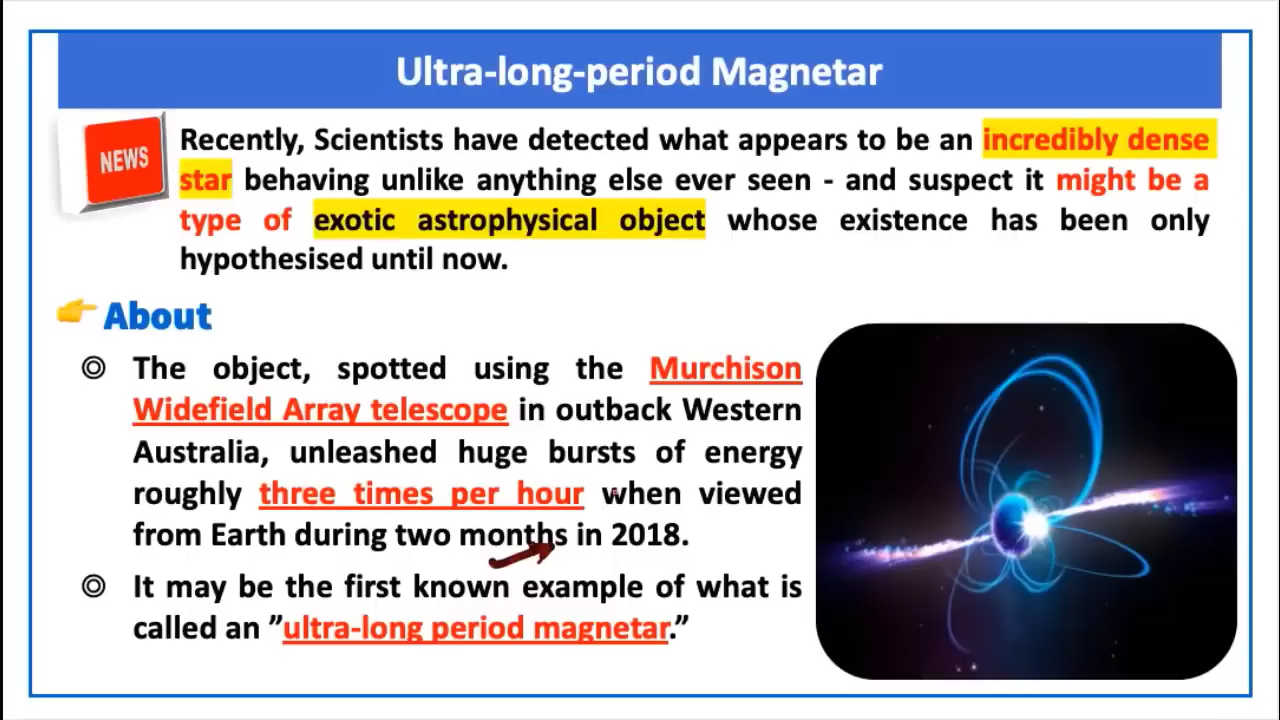 Ultra-long-period Magnetar
NEWS
Recently, Scientists have detected what appears to be an incredibly dense
star behaving unlike anything else ever seen - and suspect it might be a
type of exotic astrophysical object whose existence has been only
hypothesised until now.
About
The object, spotted using the Murchison
Widefield Array telescope in outback Western
Australia, unleashed huge bursts of energy
roughly three times per hour when viewed
from Earth during two months in 2018.
It may be the first known example of what is
called an ”ultra-long period magnetar.”